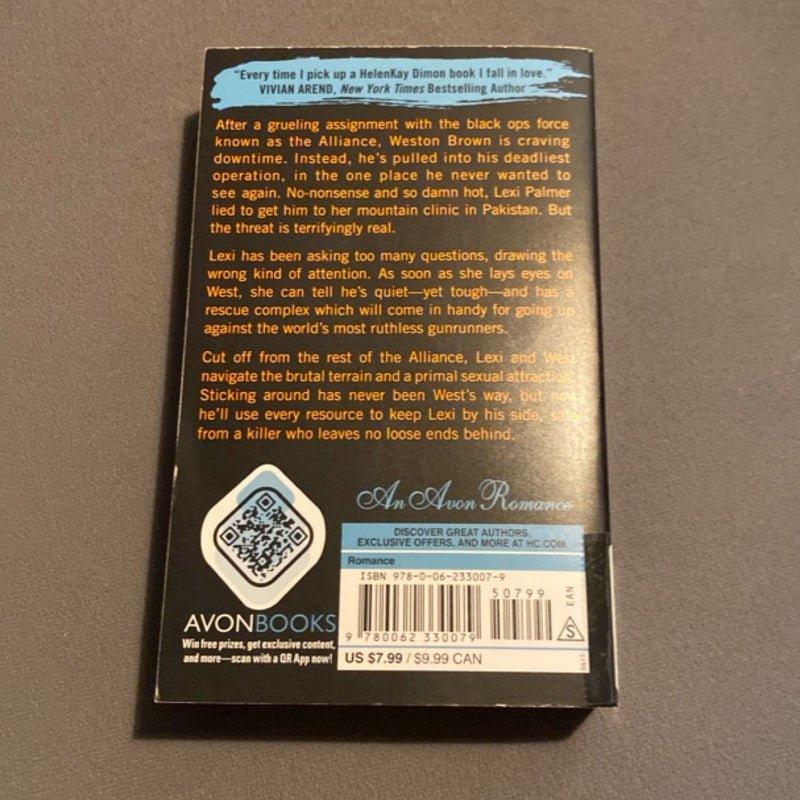 "Every time I pick up a HelenKay Dimon book I fall in love."
VIVIAN AREND, New York Times Bestselling Author
After a grueling assignment with the black ops force
known as the Alliance, Weston Brown is craving
downtime. Instead, he's pulled into his deadliest
operation, in the one place he never wanted to
see again. No-nonsense and so damn hot, Lexi Palmer
lied to get him to her mountain clinic in Pakistan. But
the threat is terrifyingly real.
Lexi has been asking too many questions, drawing the
wrong kind of attention. As soon as she lays eyes on
West, she can tell he's quiet—yet tough—and has a
rescue complex which will come in handy for going up
against the world's most ruthless gunrunners.
Cut off from the rest of the Alliance, Lexi and West
navigate the brutal terrain and a primal sexual attraction.
Sticking around has never been West's way, but now
he'll use every resource to keep Lexi by his side, safe
from a killer who leaves no loose ends behind.
An Avon Romance
DISCOVER GREAT AUTHORS,
EXCLUSIVE OFFERS, AND MORE AT HC.COM.
Romance
ISBN 978-0-06-233007-9
50799
EAN
9 780062 330079
S
US $7.99 / $9.99 CAN
AVONBOOKS
Win free prizes, get exclusive content,
and more—scan with a QR App now!